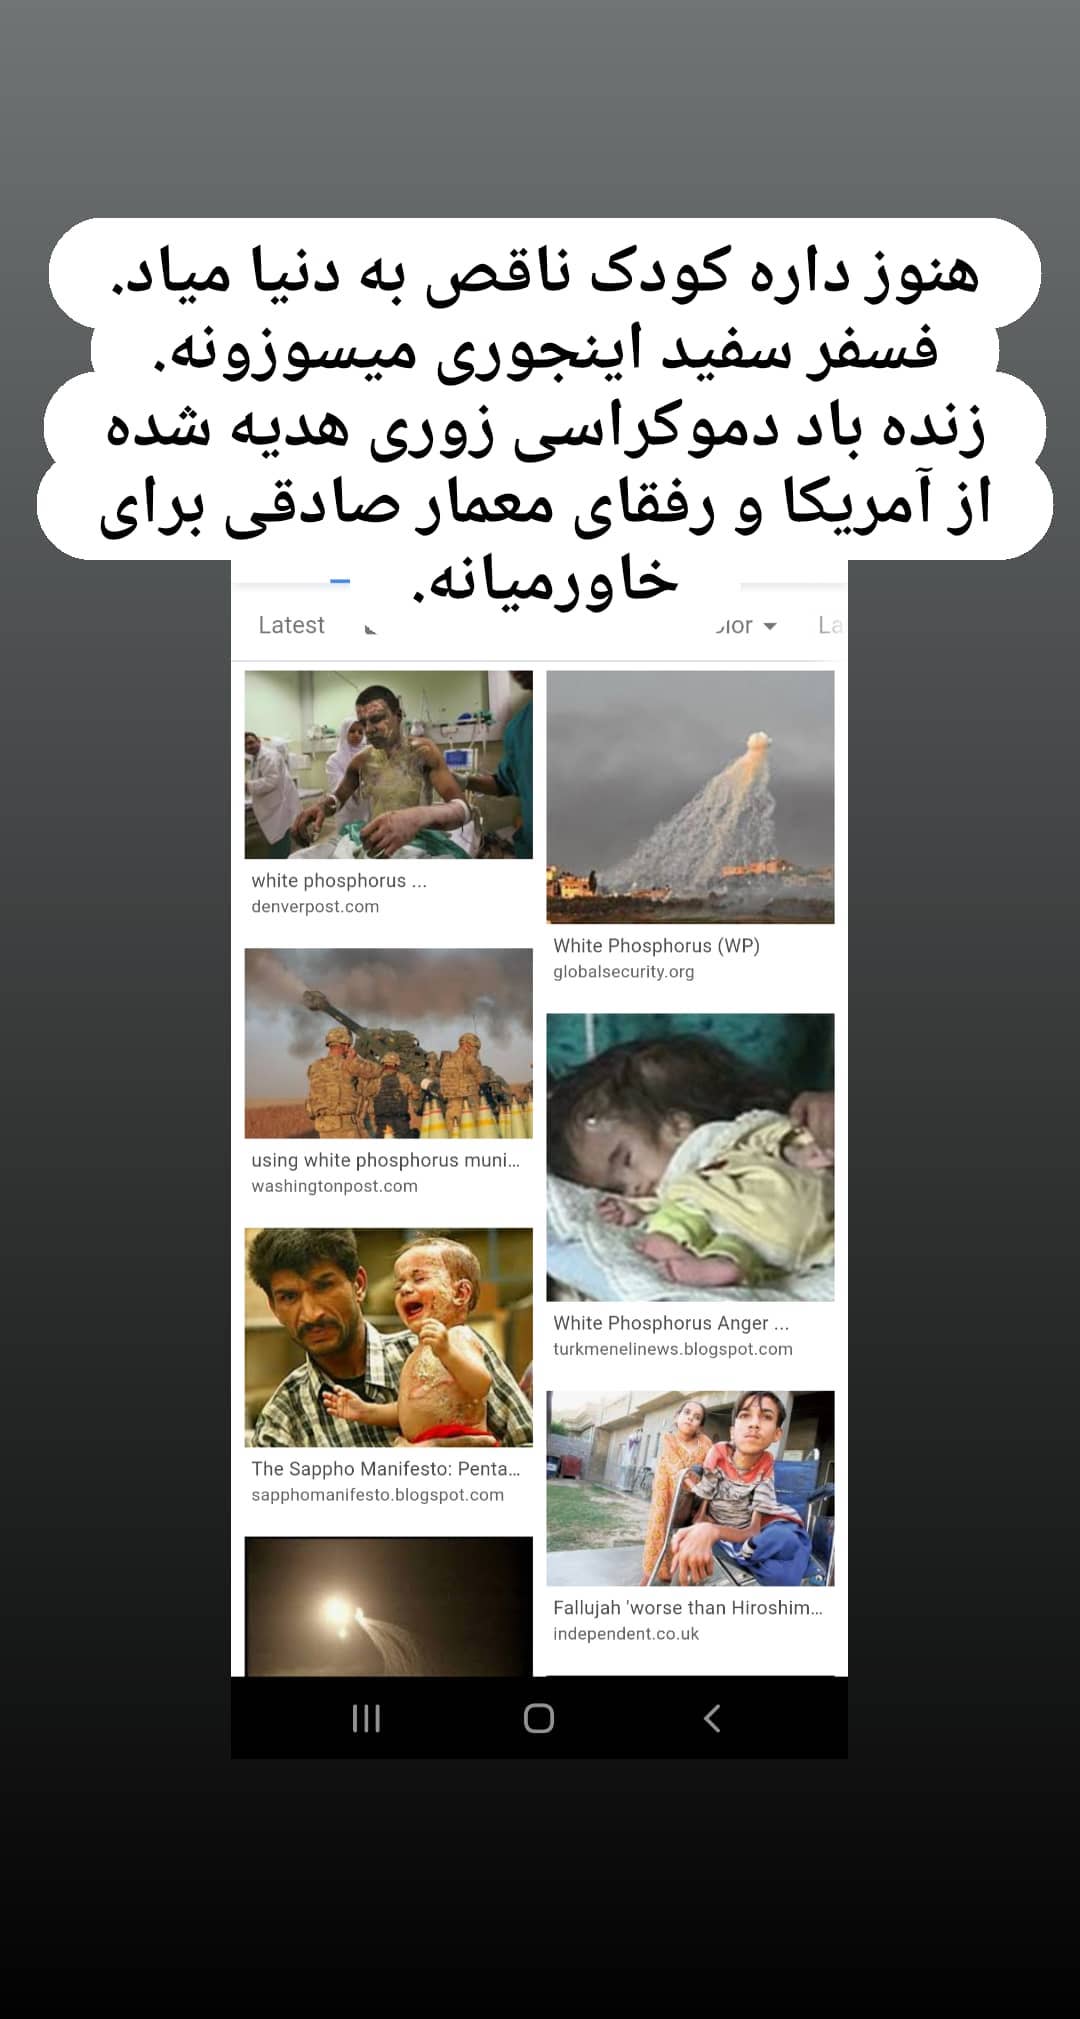 هنوز داره کودک ناقص به دنیا میاد.
فسفر سفید اینجوری میسوزونه.
زنده باد دموکراسی زوری هدیه شده
از آمریکا و رفقای معمار صادقی برای
خاورمیانه.
Latest
La
white phosphorus ...
denverpost.com
White Phosphorus (WP)
globalsecurity.org
using white phosphorus muni...
washingtonpost.com
White Phosphorus Anger ...
turkmenelinews.blogspot.com
The Sappho Manifesto: Penta...
sapphomanifesto.blogspot.com
Fallujah 'worse than Hiroshim...
independent.co.uk